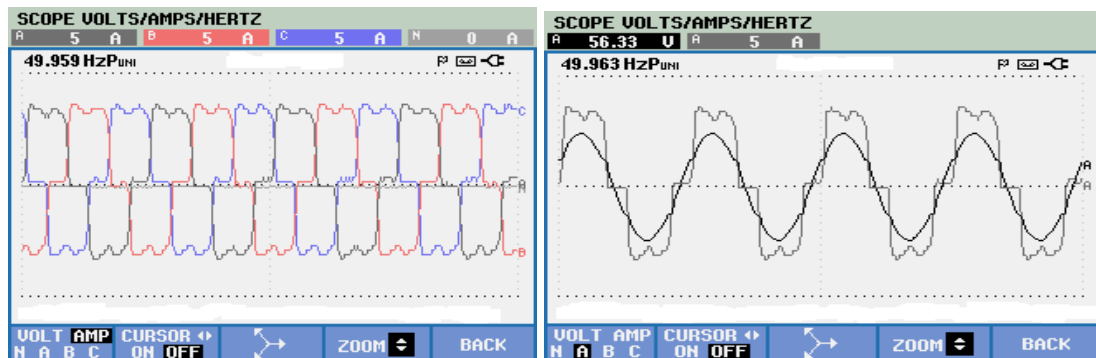 SCOPE VOLTS/AMPS/HERTZ
A 5 A B 5 A C 5 A N 0 A
49.959 HzPUNI
C
A
N
B
VOLT AMP CURSOR
N A B C ON OFF ZOOM BACK
SCOPE VOLTS/AMPS/HERTZ
A 56.33 V A 5 A
49.963 HzPUNI
A
A
VOLT AMP CURSOR
N A B C ON OFF ZOOM BACK